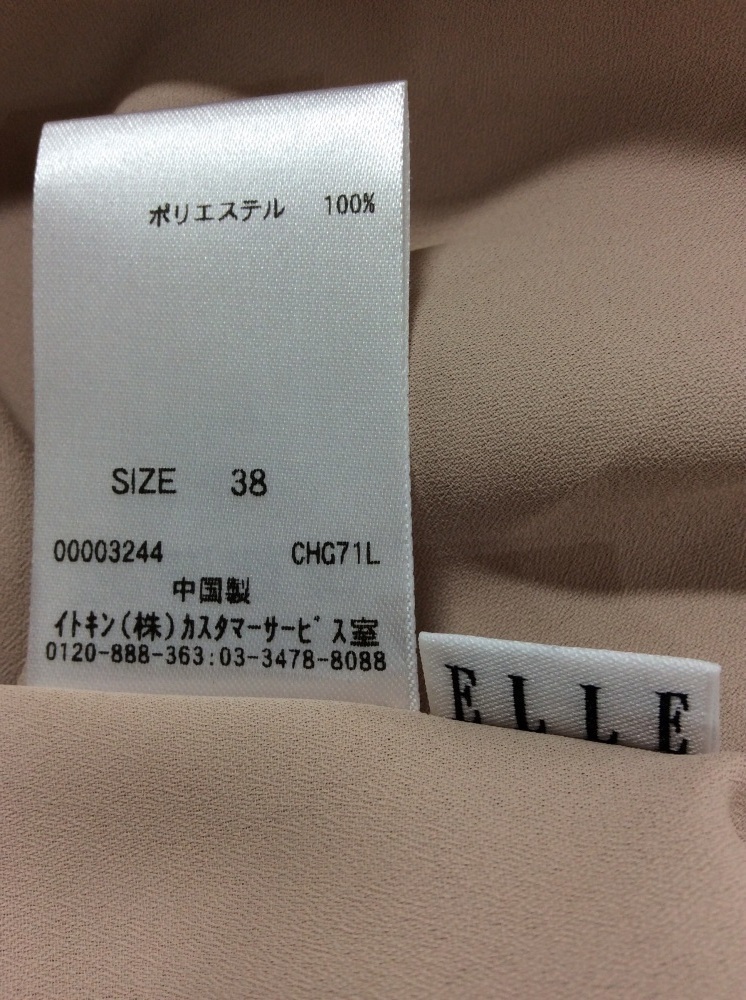 ポリエステル 100%
SIZE 38
00003244 CHG71L
中国製
イトキン(株)カスタマーサービス室
0120-888-363:03-3478-8088
ELLE